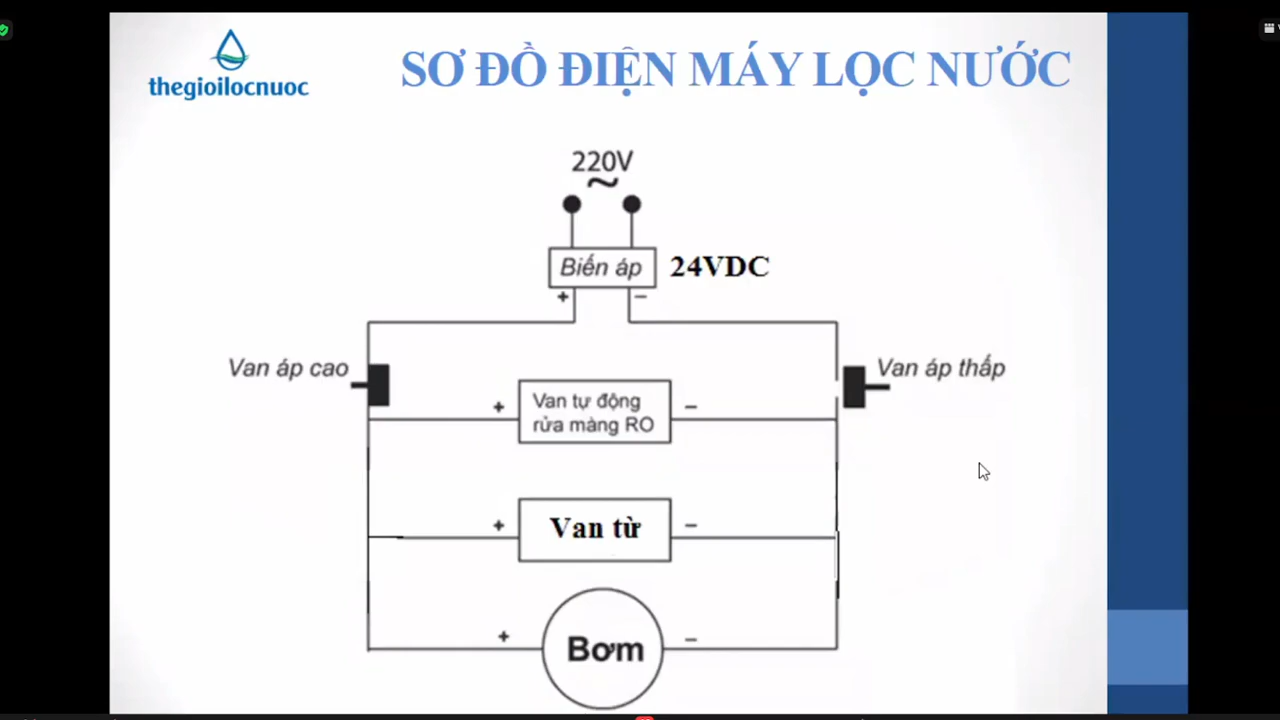 thegioilocnuoc
SƠ ĐỒ ĐIỆN MÁY LỌC NƯỚC
220V
~
Biến áp
24VDC
+ −
Van áp cao
Van áp thấp
+ Van tự động −
rửa màng RO
+ Van từ −
+ Bơm −